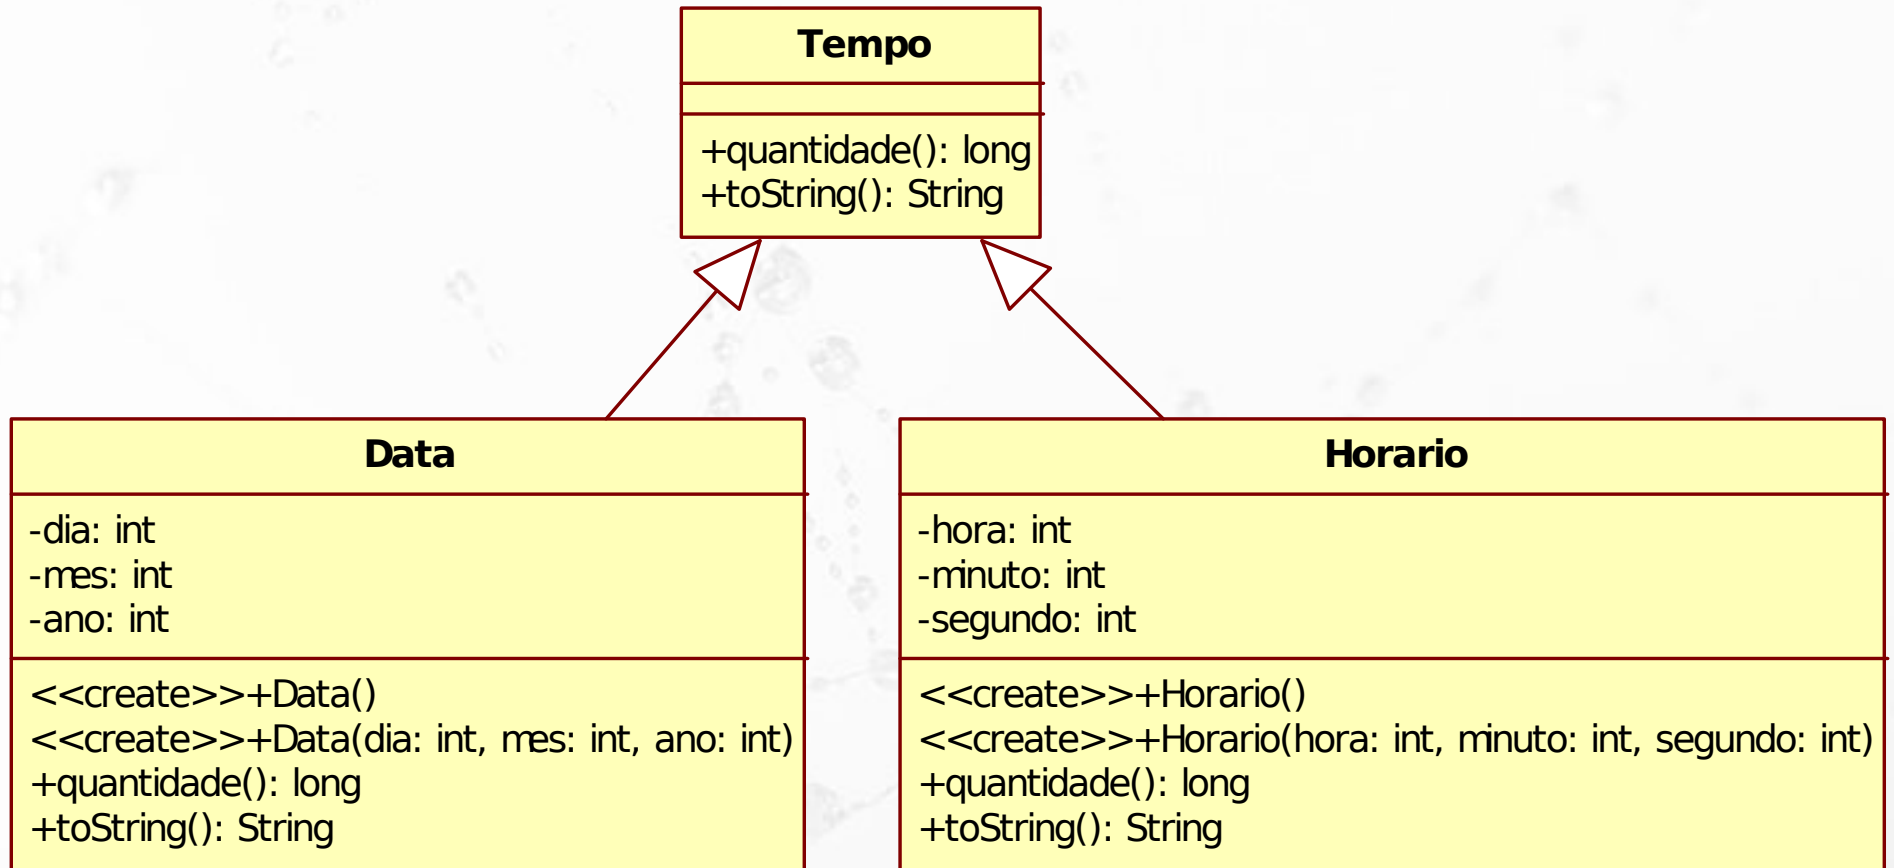 Tempo
+quantidade(): long
+toString(): String
Data
-dia: int
-mes: int
-ano: int
<<create>>+Data()
<<create>>+Data(dia: int, mes: int, ano: int)
+quantidade(): long
+toString(): String
Horario
-hora: int
-minuto: int
-segundo: int
<<create>>+Horario()
<<create>>+Horario(hora: int, minuto: int, segundo: int)
+quantidade(): long
+toString(): String